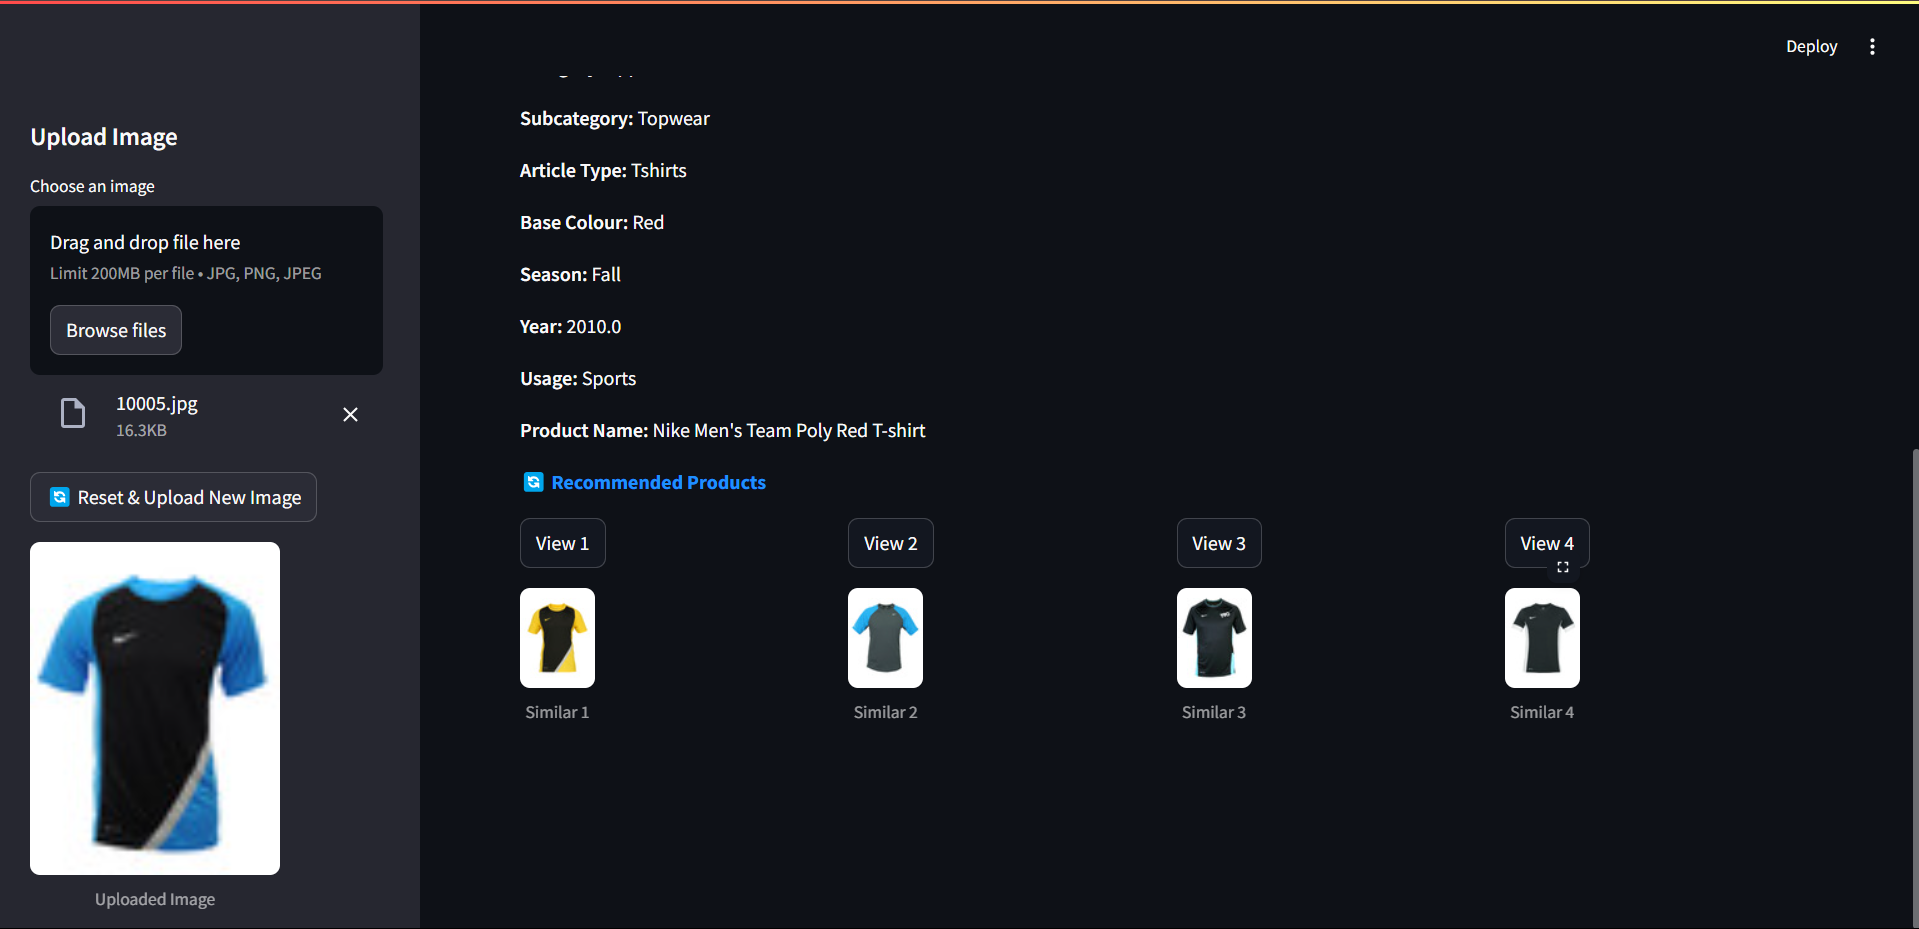 Deploy
Upload Image
Choose an image
Drag and drop file here
Limit 200MB per file • JPG, PNG, JPEG
Browse files
10005.jpg
16.3KB
Reset & Upload New Image
Uploaded Image
Subcategory: Topwear
Article Type: Tshirts
Base Colour: Red
Season: Fall
Year: 2010.0
Usage: Sports
Product Name: Nike Men's Team Poly Red T-shirt
Recommended Products
View 1
View 2
View 3
View 4
Similar 1
Similar 2
Similar 3
Similar 4